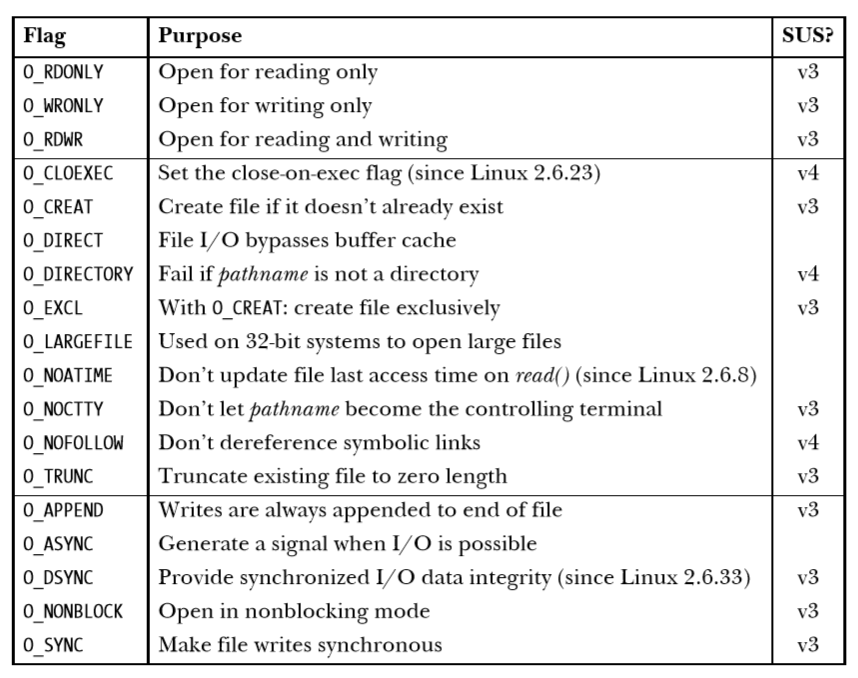 Flag Purpose SUS?
O_RDONLY Open for reading only v3
O_WRONLY Open for writing only v3
O_RDWR Open for reading and writing v3
O_CLOEXEC Set the close-on-exec flag (since Linux 2.6.23) v4
O_CREAT Create file if it doesn’t already exist v3
O_DIRECT File I/O bypasses buffer cache
O_DIRECTORY Fail if pathname is not a directory v4
O_EXCL With O_CREAT: create file exclusively v3
O_LARGEFILE Used on 32-bit systems to open large files
O_NOATIME Don’t update file last access time on read() (since Linux 2.6.8)
O_NOCTTY Don’t let pathname become the controlling terminal v3
O_NOFOLLOW Don’t dereference symbolic links v4
O_TRUNC Truncate existing file to zero length v3
O_APPEND Writes are always appended to end of file v3
O_ASYNC Generate a signal when I/O is possible
O_DSYNC Provide synchronized I/O data integrity (since Linux 2.6.33) v3
O_NONBLOCK Open in nonblocking mode v3
O_SYNC Make file writes synchronous v3